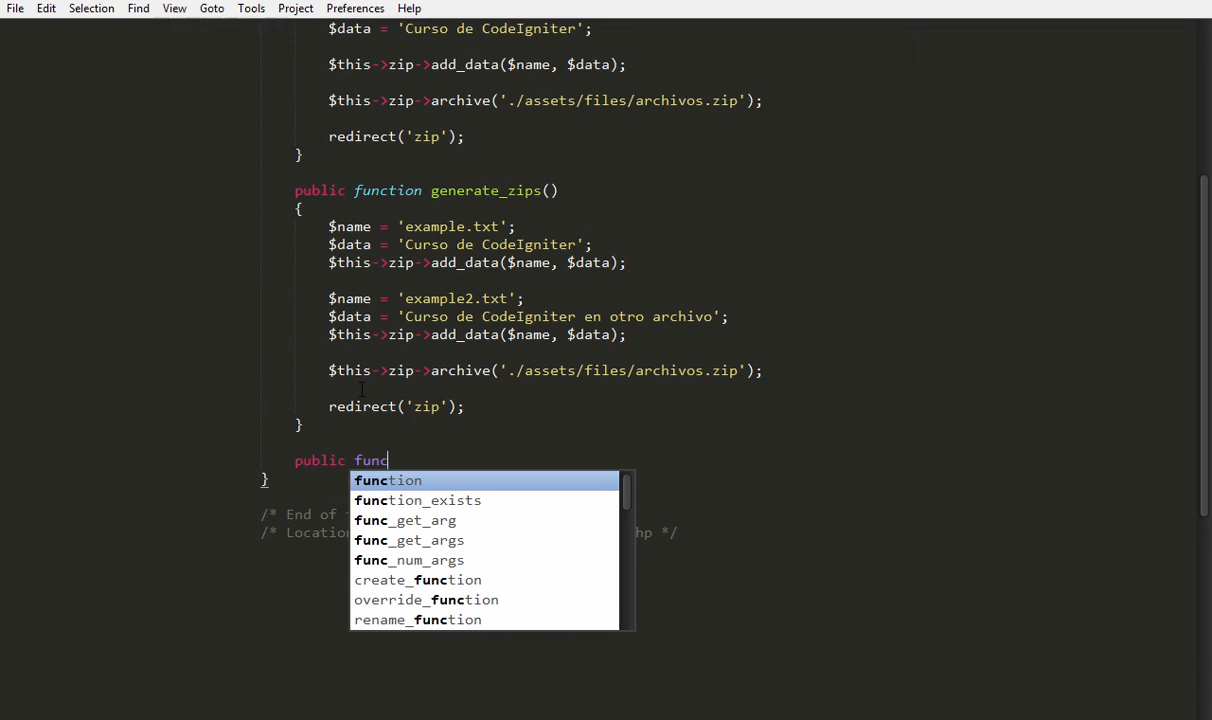 File Edit Selection Find View Goto Tools Project Preferences Help
$data = 'Curso de CodeIgniter';
$this->zip->add_data($name, $data);
$this->zip->archive('./assets/files/archivos.zip');
redirect('zip');
}
public function generate_zips()
{
$name = 'example.txt';
$data = 'Curso de CodeIgniter';
$this->zip->add_data($name, $data);
$name = 'example2.txt';
$data = 'Curso de CodeIgniter en otro archivo';
$this->zip->add_data($name, $data);
$this->zip->archive('./assets/files/archivos.zip');
redirect('zip');
}
public func
function
}
function_exists
/* End of
func_get_arg
/* Location hp */
func_get_args
func_num_args
create_function
override_function
rename_function